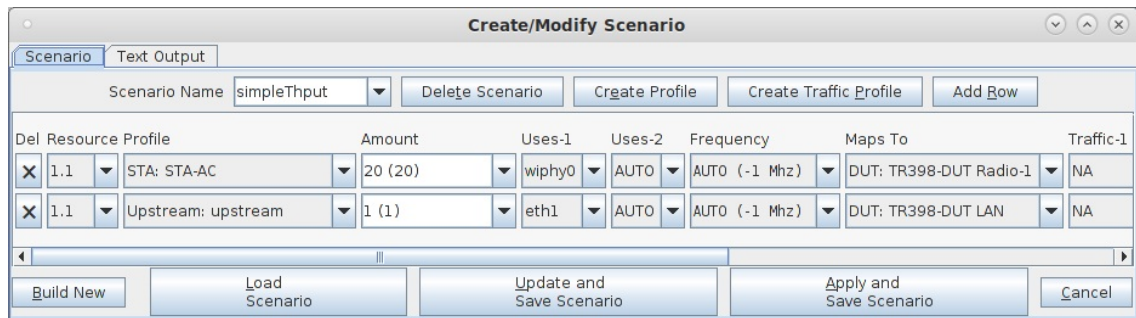 Create/Modify Scenario
Scenario Text Output
Scenario Name simpleThput Delete Scenario Create Profile Create Traffic Profile Add Row
Del Resource Profile Amount Uses-1 Uses-2 Frequency Maps To Traffic-1
X 1.1 STA: STA-AC 20 (20) wiphy0 AUTO AUTO (-1 Mhz) DUT: TR398-DUT Radio-1 NA
X 1.1 Upstream: upstream 1 (1) eth1 AUTO AUTO (-1 Mhz) DUT: TR398-DUT LAN NA
Build New Load Scenario Update and Save Scenario Apply and Save Scenario Cancel